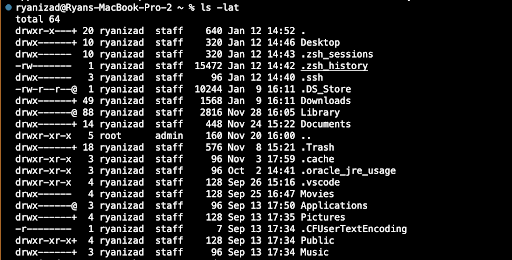 ryanizad@Ryans-MacBook-Pro-2 ~ % ls -lat
total 64
drwxr-x---+ 20 ryanizad  staff    640 Jan 12 14:52 .
drwx------+ 10 ryanizad  staff    320 Jan 12 14:46 Desktop
drwx------  10 ryanizad  staff    320 Jan 12 14:43 .zsh_sessions
-rw-------   1 ryanizad  staff  15472 Jan 12 14:42 .zsh_history
drwx------   3 ryanizad  staff     96 Jan 12 14:40 .ssh
-rw-r--r--@  1 ryanizad  staff  10244 Jan  9 16:11 .DS_Store
drwx------+ 49 ryanizad  staff   1568 Jan  9 16:11 Downloads
drwx------@ 88 ryanizad  staff   2816 Nov 28 16:05 Library
drwx------+ 14 ryanizad  staff    448 Nov 24 15:22 Documents
drwxr-xr-x   5 root      admin    160 Nov 20 16:00 ..
drwx------+ 18 ryanizad  staff    576 Nov  8 15:21 .Trash
drwxr-xr-x   3 ryanizad  staff     96 Nov  3 17:59 .cache
drwxr-xr-x   3 ryanizad  staff     96 Oct  2 14:41 .oracle_jre_usage
drwxr-xr-x   4 ryanizad  staff    128 Sep 26 15:16 .vscode
drwx------   4 ryanizad  staff    128 Sep 25 16:47 Movies
drwx------@  3 ryanizad  staff     96 Sep 13 17:50 Applications
drwx------+  4 ryanizad  staff    128 Sep 13 17:35 Pictures
-r--------   1 ryanizad  staff      7 Sep 13 17:34 .CFUserTextEncoding
drwxr-xr-x+  4 ryanizad  staff    128 Sep 13 17:34 Public
drwx------+  3 ryanizad  staff     96 Sep 13 17:34 Music